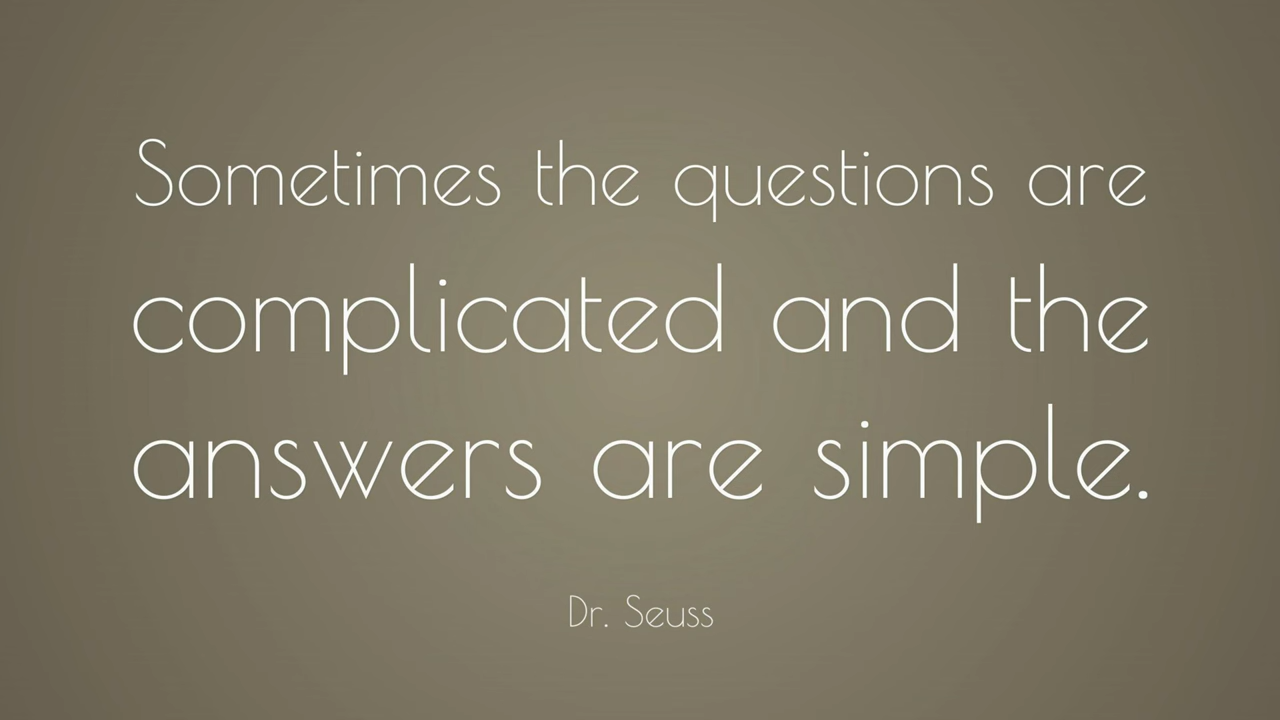 Sometimes the questions are
complicated and the
answers are simple.
Dr. Seuss